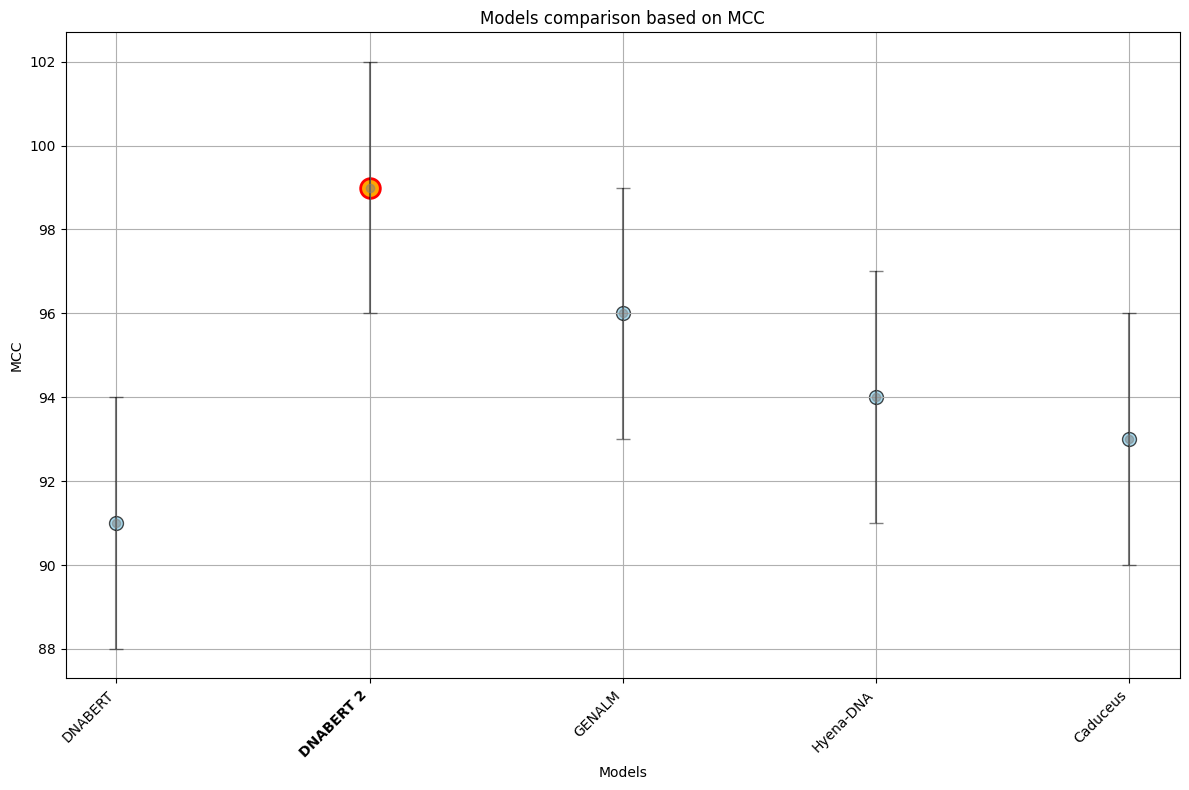 Models comparison based on MCC
102
100
98
96
94
92
90
88
MCC
DNABERT
DNABERT 2
GENALM
Hyena-DNA
Caduceus
Models